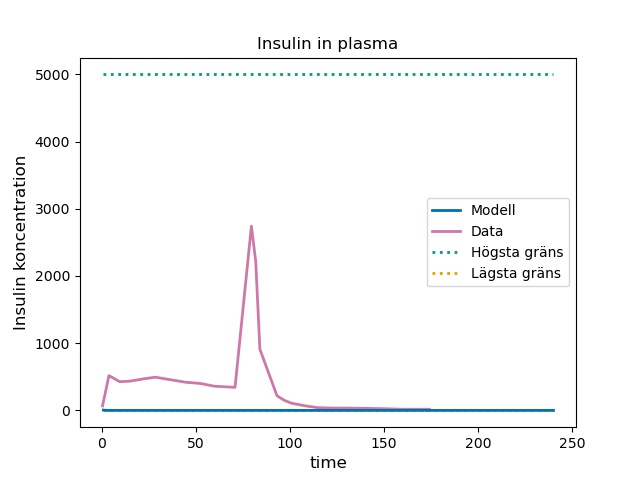 Insulin in plasma
5000
4000
3000
2000
1000
0
Insulin koncentration
Modell
Data
Högsta gräns
Lägsta gräns
0 50 100 150 200 250
time